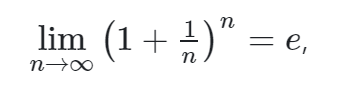 lim_{n→∞} (1 + 1/n)^n = e,